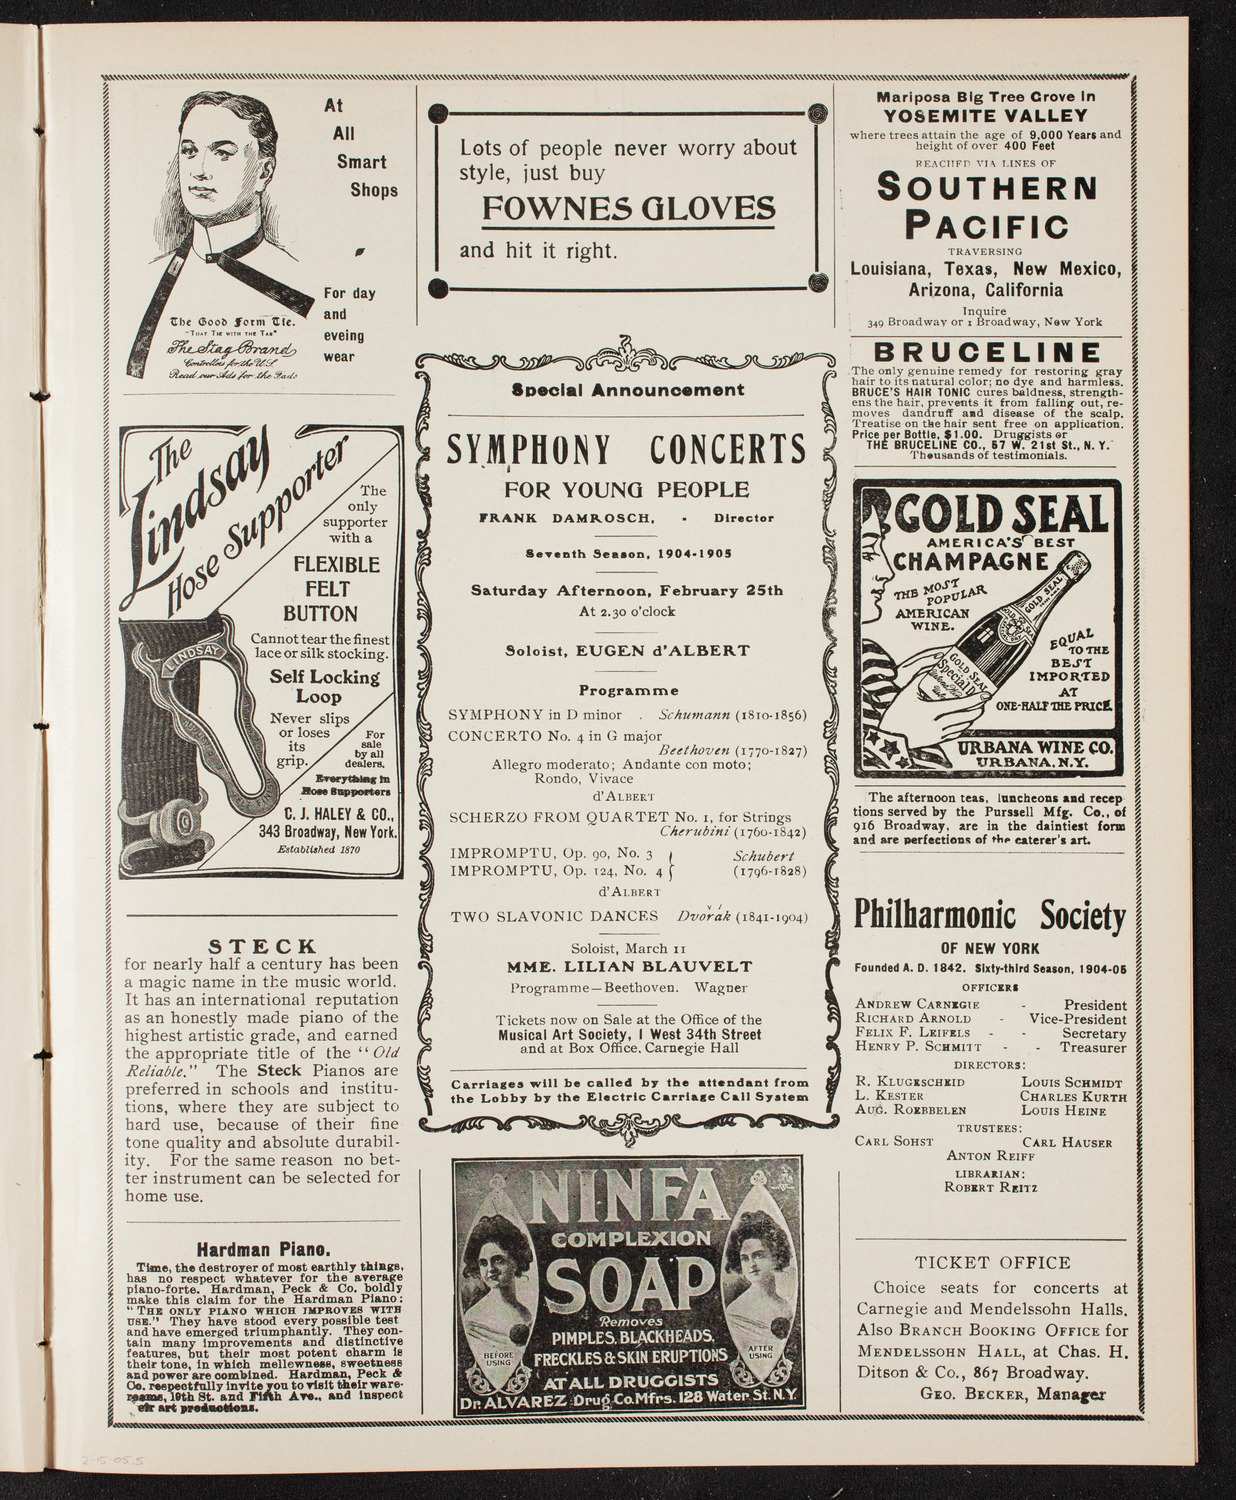 At
All
Smart
Shops
For day
and
eveing
wear
The Good Form Tie.
"That Tie with the Tab"
The Stag Brand
Controllers for the U.S.
Read our Ads for the Fads
The
Lindsay
Hose Supporter
The
only
supporter
with a
FLEXIBLE
FELT
BUTTON
Cannot tear the finest
lace or silk stocking.
Self Locking
Loop
Never slips
or loses
its
grip.
For
sale
by all
dealers.
Everything in
Hose Supporters
C. J. HALEY & CO.,
343 Broadway, New York.
Established 1870
LINDSAY
STECK
for nearly half a century has been
a magic name in the music world.
It has an international reputation
as an honestly made piano of the
highest artistic grade, and earned
the appropriate title of the "Old
Reliable." The Steck Pianos are
preferred in schools and institu-
tions, where they are subject to
hard use, because of their fine
tone quality and absolute durabil-
ity. For the same reason no bet-
ter instrument can be selected for
home use.
Hardman Piano.
Time, the destroyer of most earthly things,
has no respect whatever for the average
piano-forte. Hardman, Peck & Co. boldly
make this claim for the Hardman Piano:
"THE ONLY PIANO WHICH IMPROVES WITH
USE." They have stood every possible test
and have emerged triumphantly. They con-
tain many improvements and distinctive
features, but their most potent charm is
their tone, in which mellowness, sweetness
and power are combined. Hardman, Peck &
Co. respectfully invite you to visit their ware-
rooms, 19th St. and Fifth Ave., and inspect
eir art productions.
Lots of people never worry about
style, just buy
FOWNES GLOVES
and hit it right.
Special Announcement
SYMPHONY CONCERTS
FOR YOUNG PEOPLE
FRANK DAMROSCH, - Director
Seventh Season, 1904-1905
Saturday Afternoon, February 25th
At 2.30 o'clock
Soloist, EUGEN d'ALBERT
Programme
SYMPHONY in D minor . Schumann (1810-1856)
CONCERTO No. 4 in G major
Beethoven (1770-1827)
Allegro moderato; Andante con moto;
Rondo, Vivace
d'ALBERT
SCHERZO FROM QUARTET No. 1, for Strings
Cherubini (1760-1842)
IMPROMPTU, Op. 90, No. 3 Schubert
IMPROMPTU, Op. 124, No. 4 (1796-1828)
d'ALBERT
TWO SLAVONIC DANCES Dvořák (1841-1904)
Soloist, March 11
MME. LILIAN BLAUVELT
Programme—Beethoven. Wagner
Tickets now on Sale at the Office of the
Musical Art Society, 1 West 34th Street
and at Box Office, Carnegie Hall
Carriages will be called by the attendant from
the Lobby by the Electric Carriage Call System
NINFA
COMPLEXION
SOAP
Removes
PIMPLES, BLACKHEADS,
FRECKLES & SKIN ERUPTIONS
AT ALL DRUGGISTS
Dr. ALVAREZ Drug Co. Mfrs. 128 Water St. N.Y.
BEFORE
USING
AFTER
USING
Mariposa Big Tree Grove in
YOSEMITE VALLEY
where trees attain the age of 9,000 Years and
height of over 400 Feet
REACHED VIA LINES OF
SOUTHERN
PACIFIC
TRAVERSING
Louisiana, Texas, New Mexico,
Arizona, California
Inquire
349 Broadway or 1 Broadway, New York
BRUCELINE
The only genuine remedy for restoring gray
hair to its natural color; no dye and harmless.
BRUCE'S HAIR TONIC cures baldness, strength-
ens the hair, prevents it from falling out, re-
moves dandruff and disease of the scalp.
Treatise on the hair sent free on application.
Price per Bottle, $1.00. Druggists or
THE BRUCELINE CO., 57 W. 21st St., N. Y.
Thousands of testimonials.
GOLD SEAL
AMERICA'S BEST
CHAMPAGNE
THE MOST
POPULAR
AMERICAN
WINE.
GOLD SEAL
GOLD SEAL
Special Dry
EQUAL
TO THE
BEST
IMPORTED
AT
ONE-HALF THE PRICE
URBANA WINE CO.
URBANA, N.Y.
The afternoon teas, luncheons and recep
tions served by the Purssell Mfg. Co., of
916 Broadway, are in the daintiest form
and are perfections of the caterer's art.
Philharmonic Society
OF NEW YORK
Founded A. D. 1842. Sixty-third Season, 1904-05
OFFICERS
ANDREW CARNEGIE - President
RICHARD ARNOLD - Vice-President
FELIX F. LEIFELS - - Secretary
HENRY P. SCHMITT - - Treasurer
DIRECTORS:
R. KLUGESCHEID LOUIS SCHMIDT
L. KESTER CHARLES KURTH
AUG. ROEBBELEN LOUIS HEINE
TRUSTEES:
CARL SOHST CARL HAUSER
ANTON REIFF
LIBRARIAN:
ROBERT REITZ
TICKET OFFICE
Choice seats for concerts at
Carnegie and Mendelssohn Halls.
Also BRANCH BOOKING OFFICE for
MENDELSSOHN HALL, at Chas. H.
Ditson & Co., 867 Broadway.
GEO. BECKER, Manager
2-15-05.5